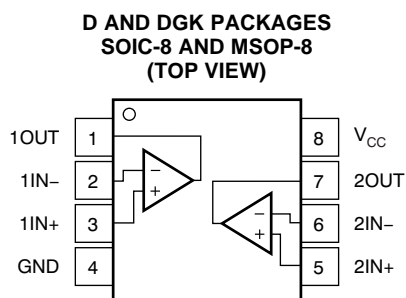 D AND DGK PACKAGES
SOIC-8 AND MSOP-8
(TOP VIEW)
1OUT 1 8 VCC
1IN− 2 − + 7 2OUT
1IN+ 3 − + 6 2IN−
GND 4 5 2IN+